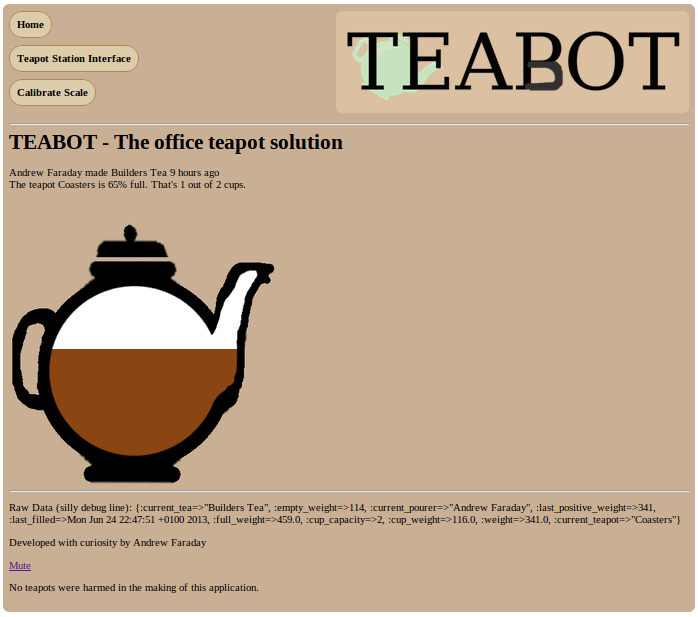 Home
TEABOT
Teapot Station Interface
Calibrate Scale
TEABOT - The office teapot solution
Andrew Faraday made Builders Tea 9 hours ago
The teapot Coasters is 65% full. That's 1 out of 2 cups.
Raw Data (silly debug line): {:current_tea=>"Builders Tea", :empty_weight=>114, :current_pourer=>"Andrew Faraday", :last_positive_weight=>341,
:last_filled=>Mon Jun 24 22:47:51 +0100 2013, :full_weight=>459.0, :cup_capacity=>2, :cup_weight=>116.0, :weight=>341.0, :current_teapot=>"Coasters"}
Developed with curiosity by Andrew Faraday
Mute
No teapots were harmed in the making of this application.